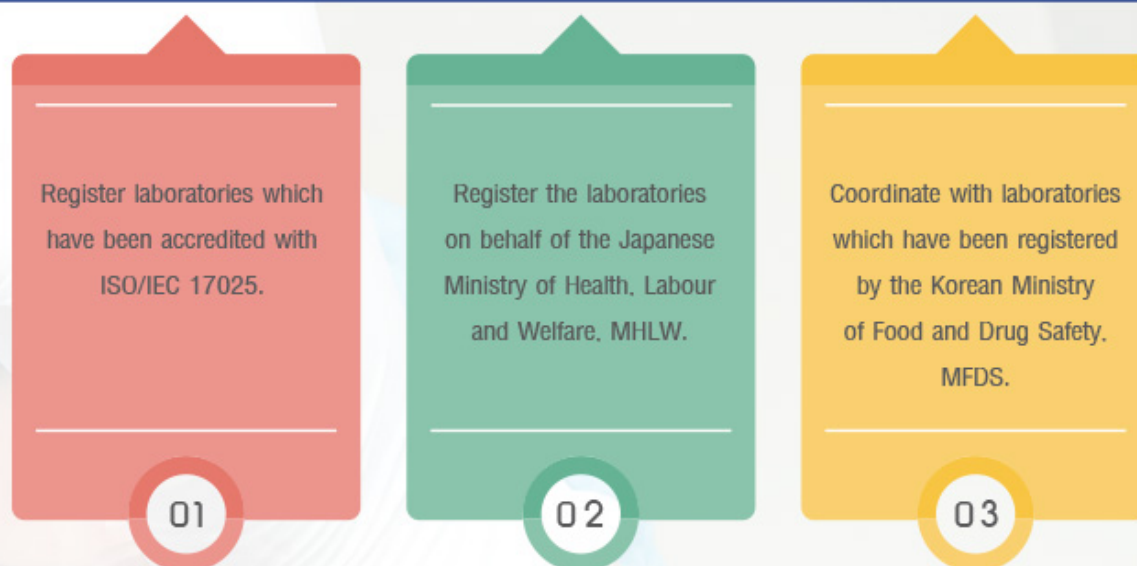 Register laboratories which
have been accredited with
ISO/IEC 17025.
01
Register the laboratories
on behalf of the Japanese
Ministry of Health, Labour
and Welfare, MHLW.
02
Coordinate with laboratories
which have been registered
by the Korean Ministry
of Food and Drug Safety,
MFDS.
03